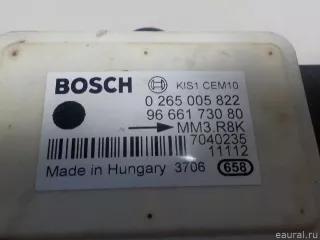 BOSCH KIS1 CEM10
0 265 005 822
96 661 730 80
MM3.R8K
7040235
11112
Made in Hungary 3706 658
eaural.ru